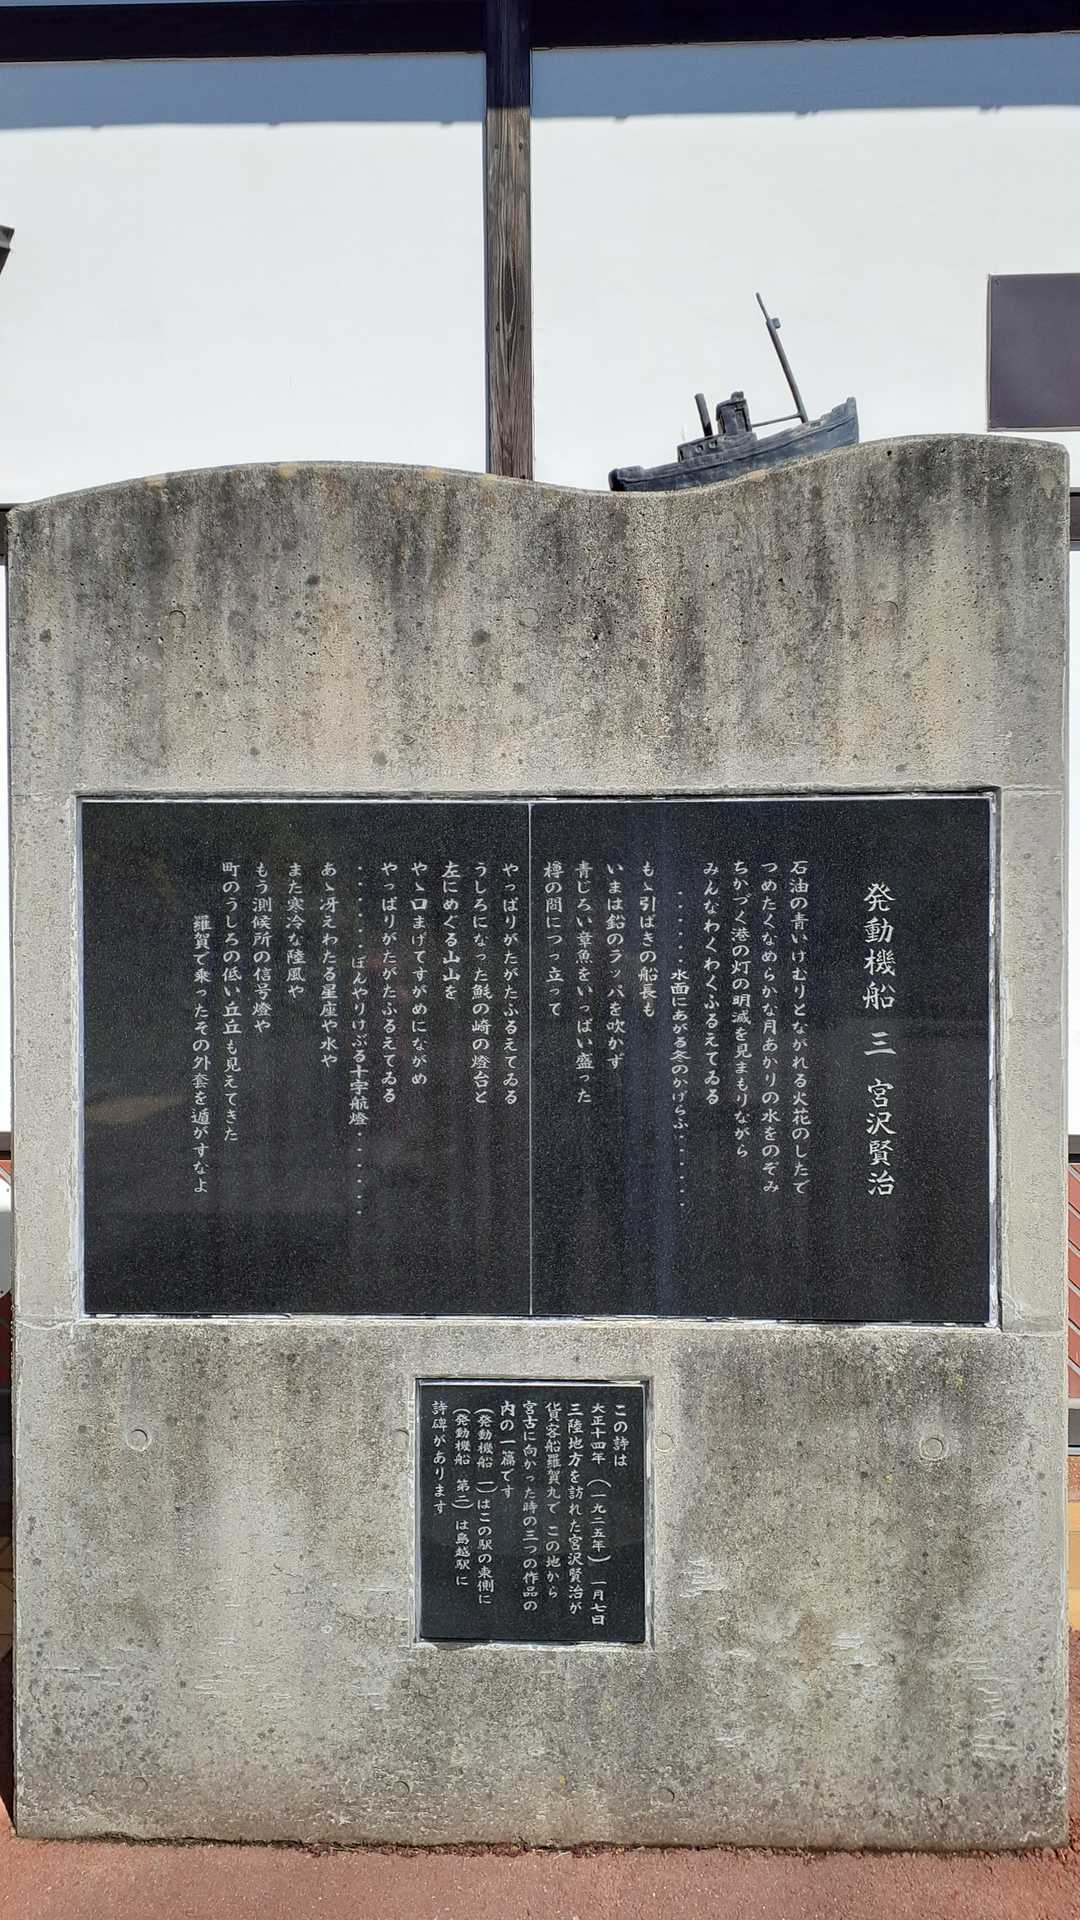 発動機船 三 宮沢賢治
石油の青いけむりとながれる火花のしたで
つめたくなめらかな月あかりの水をのぞみ
ちかづく港の灯の明滅を見まもりながら
みんなわくわくふるえてゐる
・・・・・・水面にあがる冬のかげらふ・・・・・・
もゝ引ばきの船長も
いまは鉛のラッパを吹かず
青じろい章魚をいっぱい盛った
樽の間につっ立って
やっぱりがたがたふるえてゐる
うしろになった魹の崎の燈台と
左にめぐる山山を
やゝ口まげてすがめにながめ
やっぱりがたがたふるえてゐる
・・・・・・ぼんやりけぶる十字航燈・・・・・・
あゝ冴えわたる星座や水や
また寒冷な陸風や
もう測候所の信号燈や
町のうしろの低い丘丘も見えてきた
羅賀で乗ったその外套を遁がすなよ
この詩は
大正十四年(一九二五年)一月七日
三陸地方を訪れた宮沢賢治が
貨客船羅賀丸で この地から
宮古に向かった時の三つの作品の
内の一篇です
(発動機船 一)はこの駅の東側に
(発動機船 第二)は島越駅に
詩碑があります